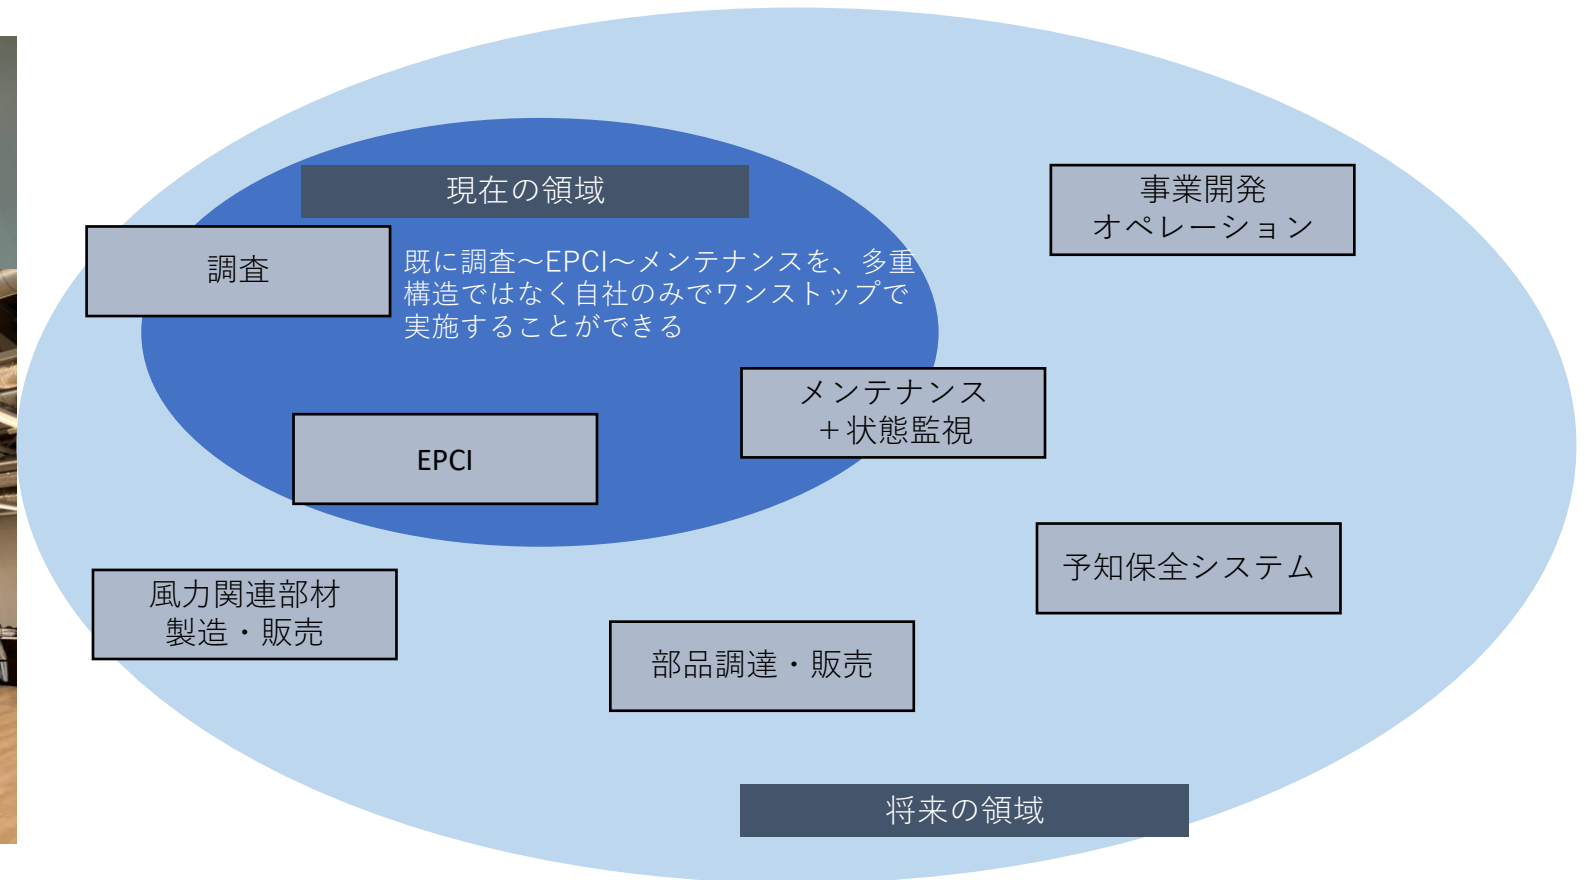 現在の領域
調査
既に調査～EPCI～メンテナンスを、多重
構造ではなく自社のみでワンストップで
実施することができる
事業開発
オペレーション
メンテナンス
＋状態監視
EPCI
予知保全システム
風力関連部材
製造・販売
部品調達・販売
将来の領域